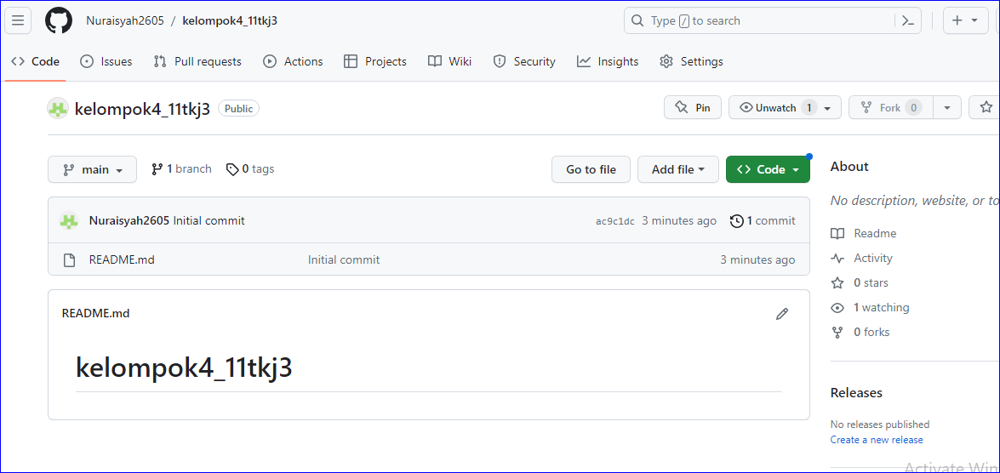 Nuraisyah2605 / kelompok4_11tkj3
Type / to search
Code Issues Pull requests Actions Projects Wiki Security Insights Settings
kelompok4_11tkj3 Public
Pin Unwatch 1 Fork 0
main 1 branch 0 tags Go to file Add file Code
Nuraisyah2605 Initial commit ac9c1dc 3 minutes ago 1 commit
README.md Initial commit 3 minutes ago
README.md
kelompok4_11tkj3
About
No description, website, or to
Readme
Activity
0 stars
1 watching
0 forks
Releases
No releases published
Create a new release
Activate Win